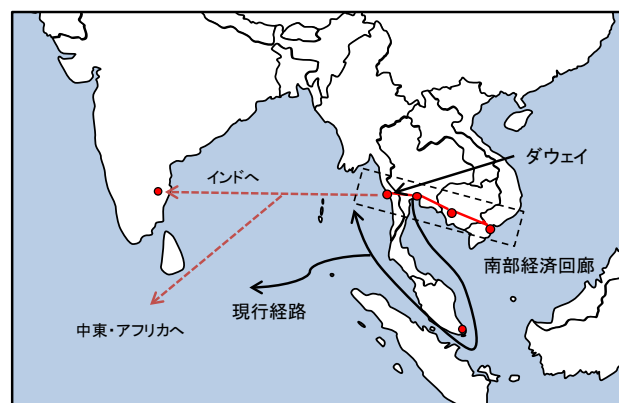 ダウェイ
インドへ
南部経済回廊
現行経路
中東・アフリカへ